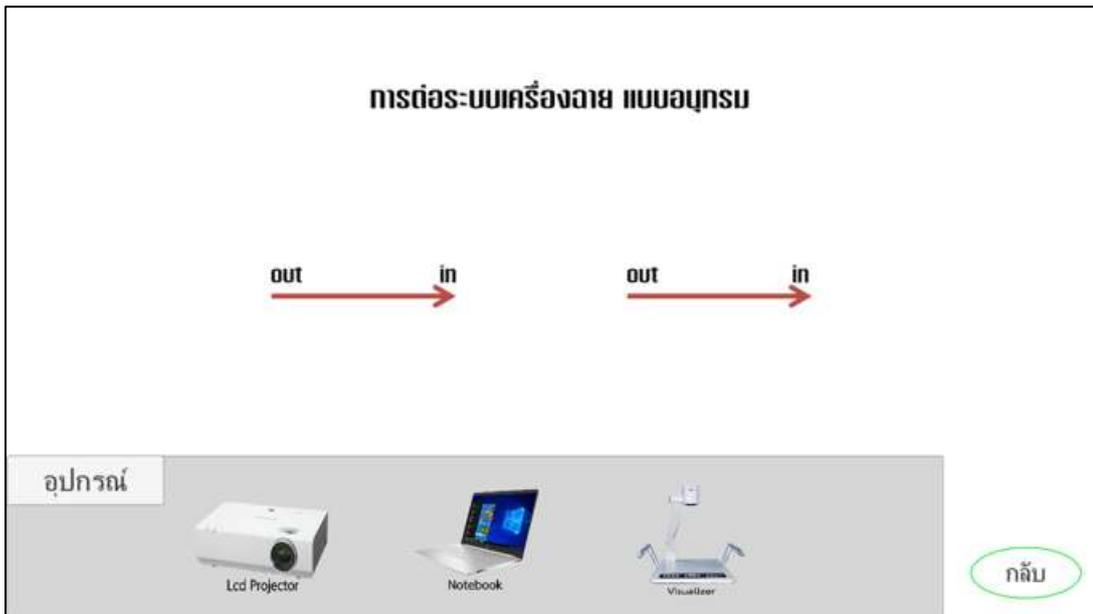 การต่อระบบเครื่องฉาย แบบอนุกรม
out in out in
อุปกรณ์
Lcd Projector Notebook Visualizer
กลับ